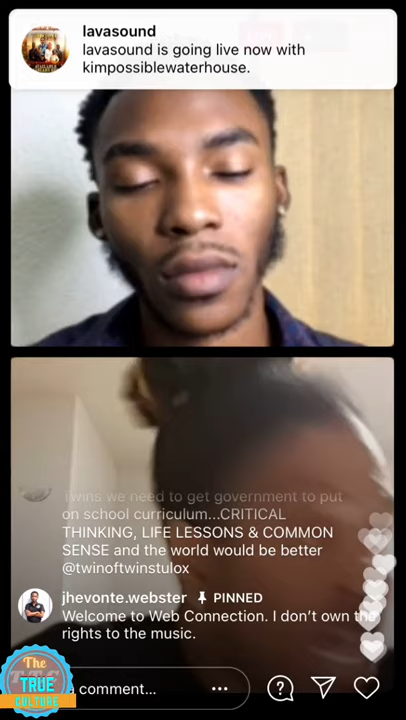 lavasound
lavasound is going live now with
kimpossiblewaterhouse.
Twins we need to get government to put
on school curriculum...CRITICAL
THINKING, LIFE LESSONS & COMMON
SENSE and the world would be better
@twinoftwinstulox
jhevonte.webster PINNED
Welcome to Web Connection. I don’t own the
rights to the music.
The
TRUE
CULTURE
a comment...